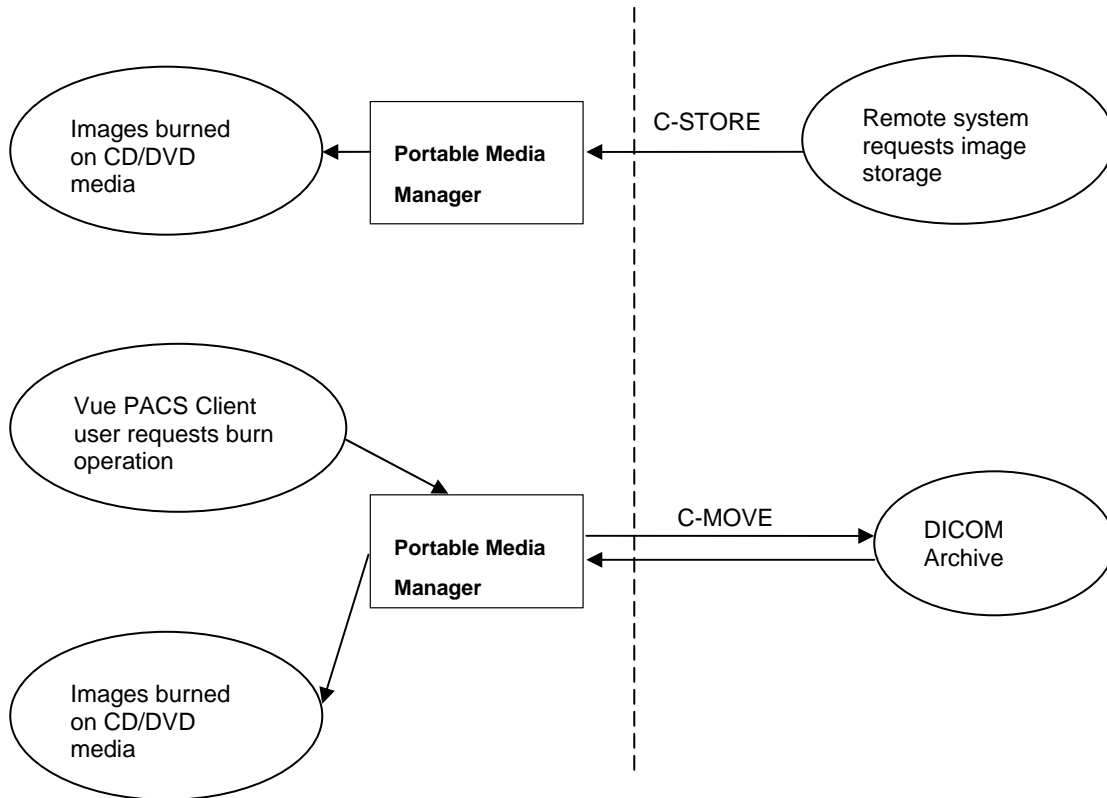 Images burned
on CD/DVD
media
Portable Media
Manager
C-STORE
Remote system
requests image
storage
Vue PACS Client
user requests burn
operation
Portable Media
Manager
C-MOVE
DICOM
Archive
Images burned
on CD/DVD
media